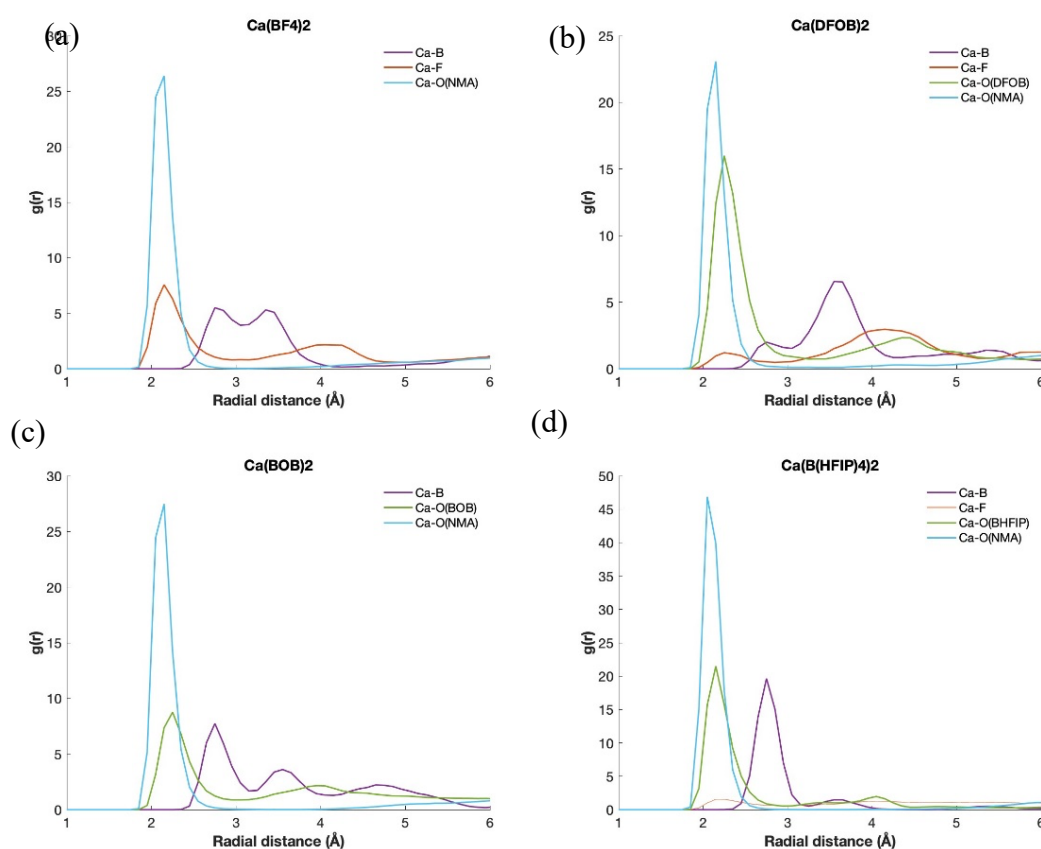 (a)
Ca(BF4)2
30
25
20
15
10
5
0
g(r)
Ca-B
Ca-F
Ca-O(NMA)
1 2 3 4 5 6
Radial distance (Å)
(b)
Ca(DFOB)2
25
20
15
10
5
0
g(r)
Ca-B
Ca-F
Ca-O(DFOB)
Ca-O(NMA)
1 2 3 4 5 6
Radial distance (Å)
(c)
Ca(BOB)2
30
25
20
15
10
5
0
g(r)
Ca-B
Ca-O(BOB)
Ca-O(NMA)
1 2 3 4 5 6
Radial distance (Å)
(d)
Ca(B(HFIP)4)2
50
45
40
35
30
25
20
15
10
5
0
g(r)
Ca-B
Ca-F
Ca-O(BHFIP)
Ca-O(NMA)
1 2 3 4 5 6
Radial distance (Å)